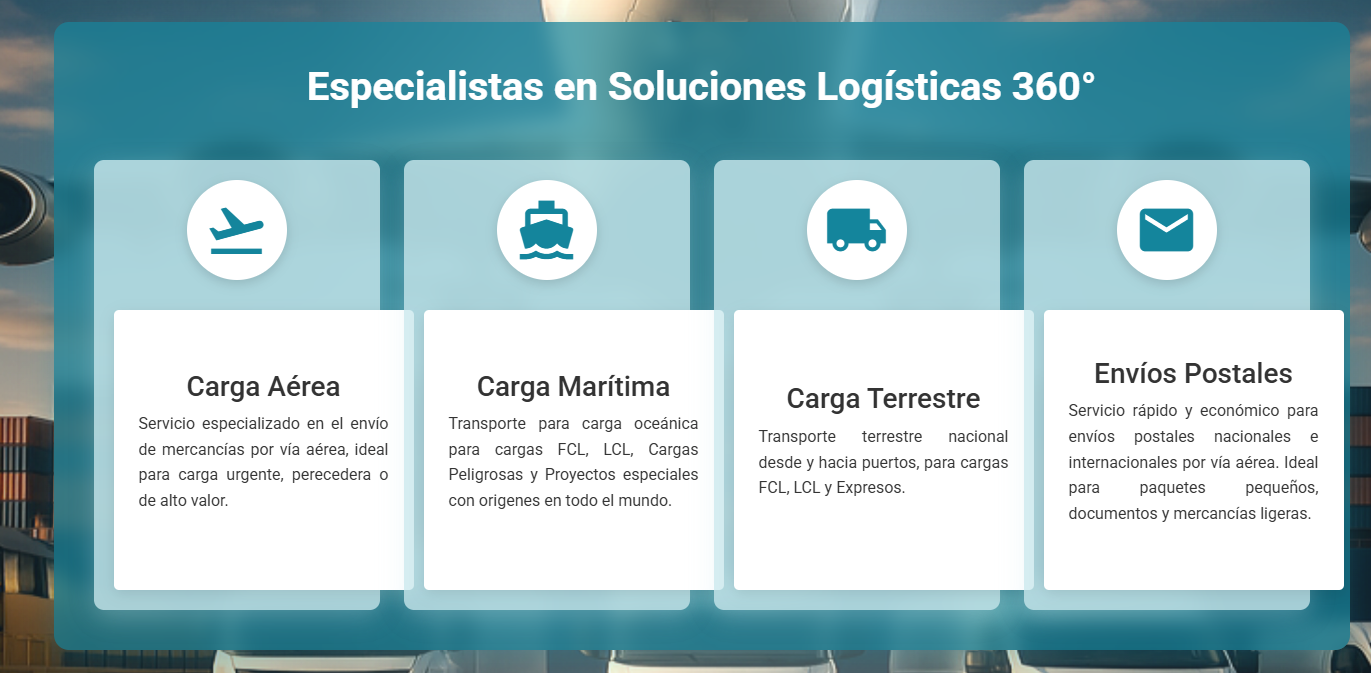 Especialistas en Soluciones Logísticas 360°
Carga Aérea
Servicio especializado en el envío
de mercancías por vía aérea, ideal
para carga urgente, perecedera o
de alto valor.
Carga Marítima
Transporte para carga oceánica
para cargas FCL, LCL, Cargas
Peligrosas y Proyectos especiales
con origenes en todo el mundo.
Carga Terrestre
Transporte terrestre nacional
desde y hacia puertos, para cargas
FCL, LCL y Expresos.
Envíos Postales
Servicio rápido y económico para
envíos postales nacionales e
internacionales por vía aérea. Ideal
para paquetes pequeños,
documentos y mercancías ligeras.